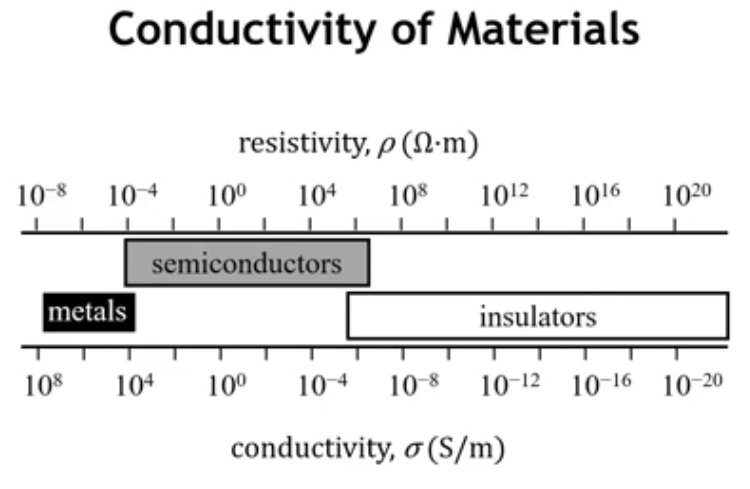 Conductivity of Materials
resistivity, ρ (Ω·m)
10⁻⁸ 10⁻⁴ 10⁰ 10⁴ 10⁸ 10¹² 10¹⁶ 10²⁰
semiconductors
metals
insulators
10⁸ 10⁴ 10⁰ 10⁻⁴ 10⁻⁸ 10⁻¹² 10⁻¹⁶ 10⁻²⁰
conductivity, σ (S/m)